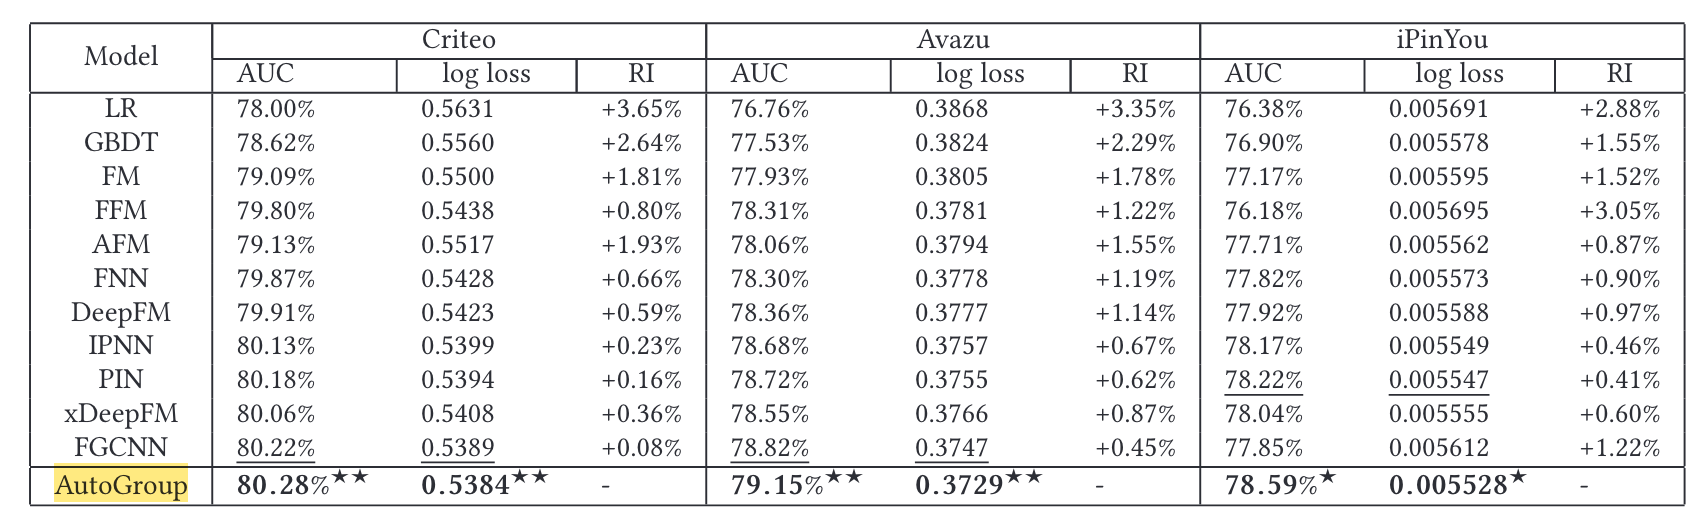 Model Criteo Avazu iPinYou
AUC log loss RI AUC log loss RI AUC log loss RI
LR 78.00% 0.5631 +3.65% 76.76% 0.3868 +3.35% 76.38% 0.005691 +2.88%
GBDT 78.62% 0.5560 +2.64% 77.53% 0.3824 +2.29% 76.90% 0.005578 +1.55%
FM 79.09% 0.5500 +1.81% 77.93% 0.3805 +1.78% 77.17% 0.005595 +1.52%
FFM 79.80% 0.5438 +0.80% 78.31% 0.3781 +1.22% 76.18% 0.005695 +3.05%
AFM 79.13% 0.5517 +1.93% 78.06% 0.3794 +1.55% 77.71% 0.005562 +0.87%
FNN 79.87% 0.5428 +0.66% 78.30% 0.3778 +1.19% 77.82% 0.005573 +0.90%
DeepFM 79.91% 0.5423 +0.59% 78.36% 0.3777 +1.14% 77.92% 0.005588 +0.97%
IPNN 80.13% 0.5399 +0.23% 78.68% 0.3757 +0.67% 78.17% 0.005549 +0.46%
PIN 80.18% 0.5394 +0.16% 78.72% 0.3755 +0.62% 78.22% 0.005547 +0.41%
xDeepFM 80.06% 0.5408 +0.36% 78.55% 0.3766 +0.87% 78.04% 0.005555 +0.60%
FGCNN 80.22% 0.5389 +0.08% 78.82% 0.3747 +0.45% 77.85% 0.005612 +1.22%
AutoGroup 80.28%★★ 0.5384★★ - 79.15%★★ 0.3729★★ - 78.59%★ 0.005528★ -